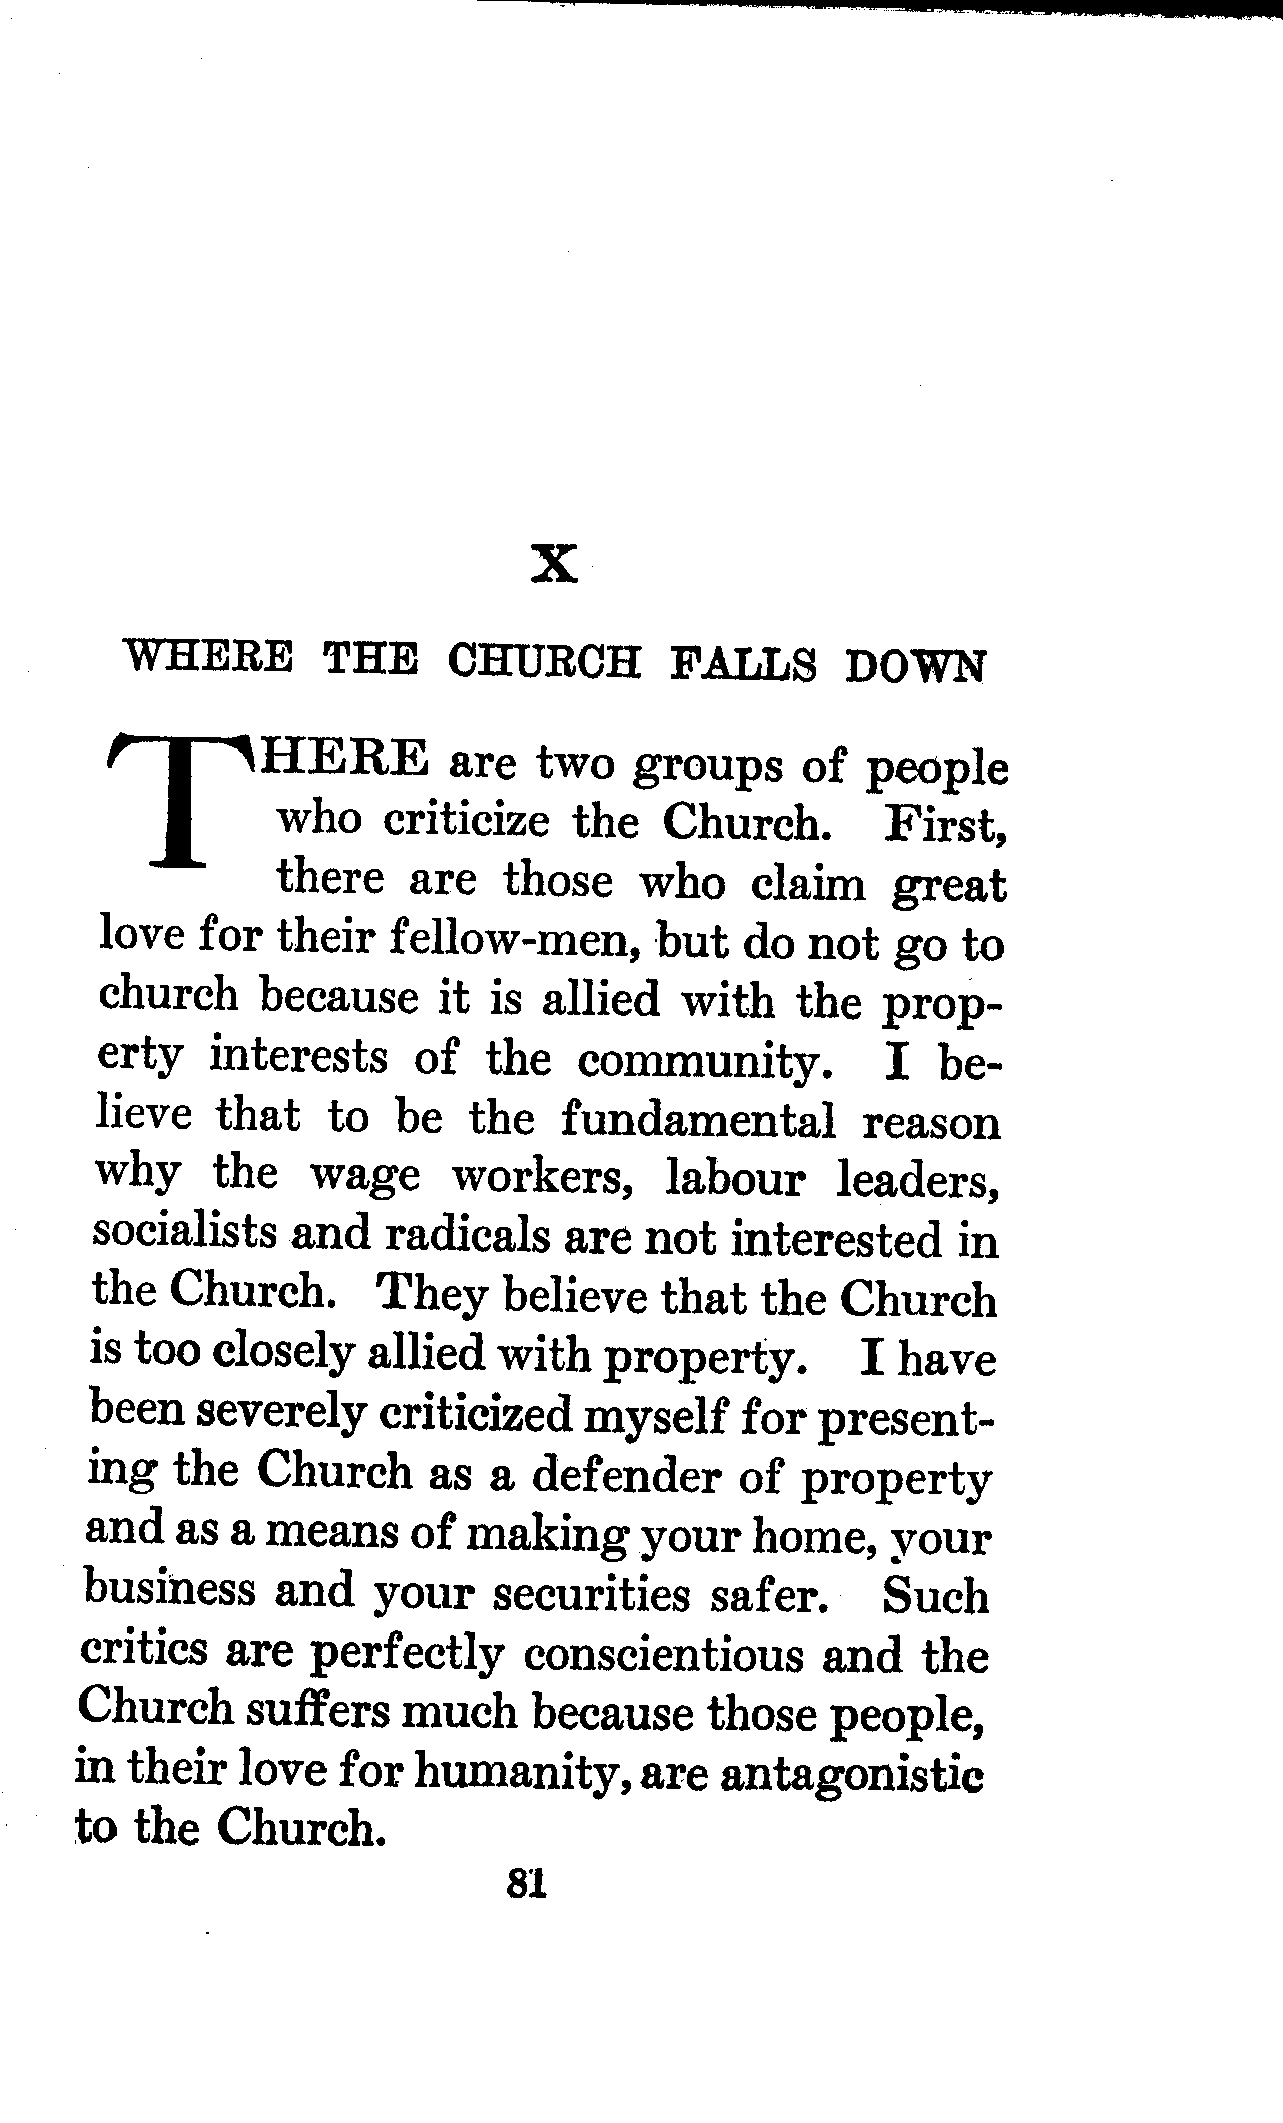 X
WHERE THE CHURCH FALLS DOWN
THERE are two groups of people
who criticize the Church. First,
there are those who claim great
love for their fellow-men, but do not go to
church because it is allied with the prop-
erty interests of the community. I be-
lieve that to be the fundamental reason
why the wage workers, labour leaders,
socialists and radicals are not interested in
the Church. They believe that the Church
is too closely allied with property. I have
been severely criticized myself for present-
ing the Church as a defender of property
and as a means of making your home, your
business and your securities safer. Such
critics are perfectly conscientious and the
Church suffers much because those people,
in their love for humanity, are antagonistic
to the Church.
81